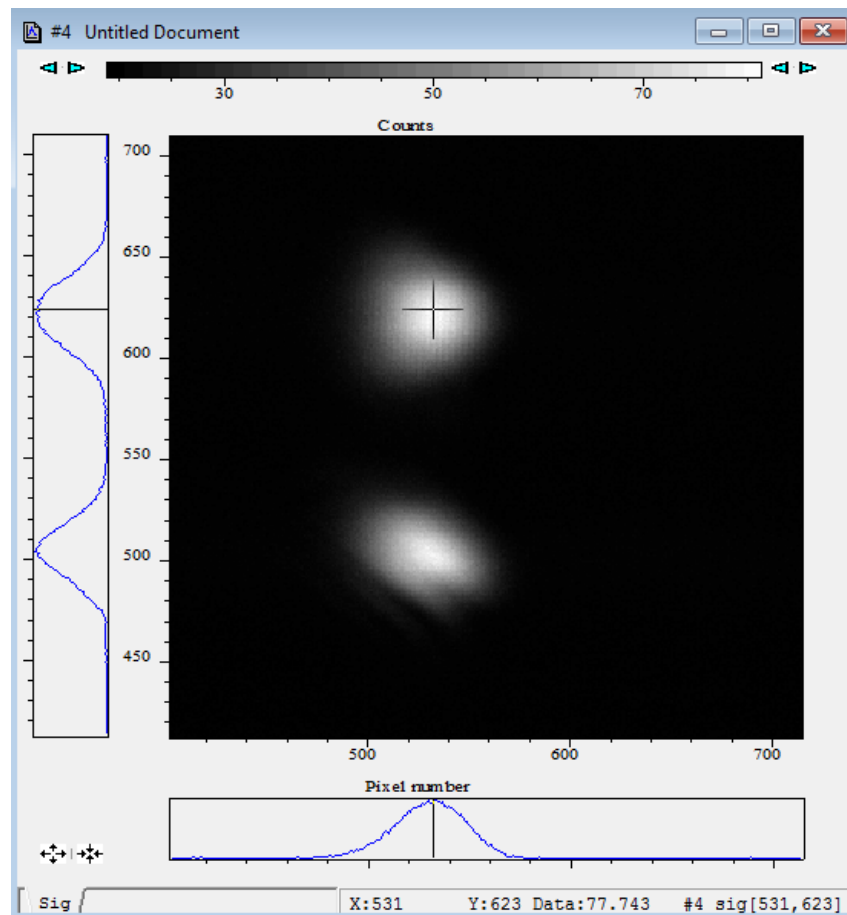 #4 Untitled Document
30 50 70
Counts
700
650
600
550
500
450
500 600 700
Pixel number
Sig X:531 Y:623 Data:77.743 #4 sig[531,623]